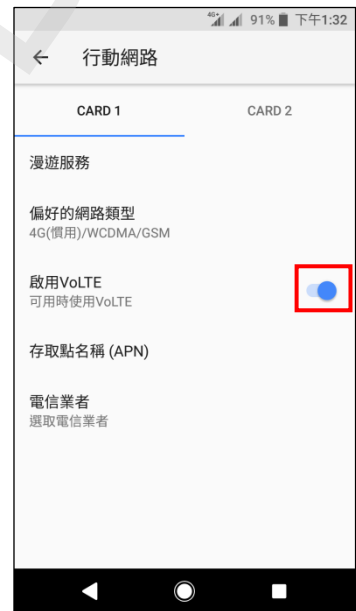 4G+ 91% 下午1:32
行動網路
CARD 1 CARD 2
漫遊服務
偏好的網路類型
4G(慣用)/WCDMA/GSM
啟用VoLTE
可用時使用VoLTE
存取點名稱 (APN)
電信業者
選取電信業者